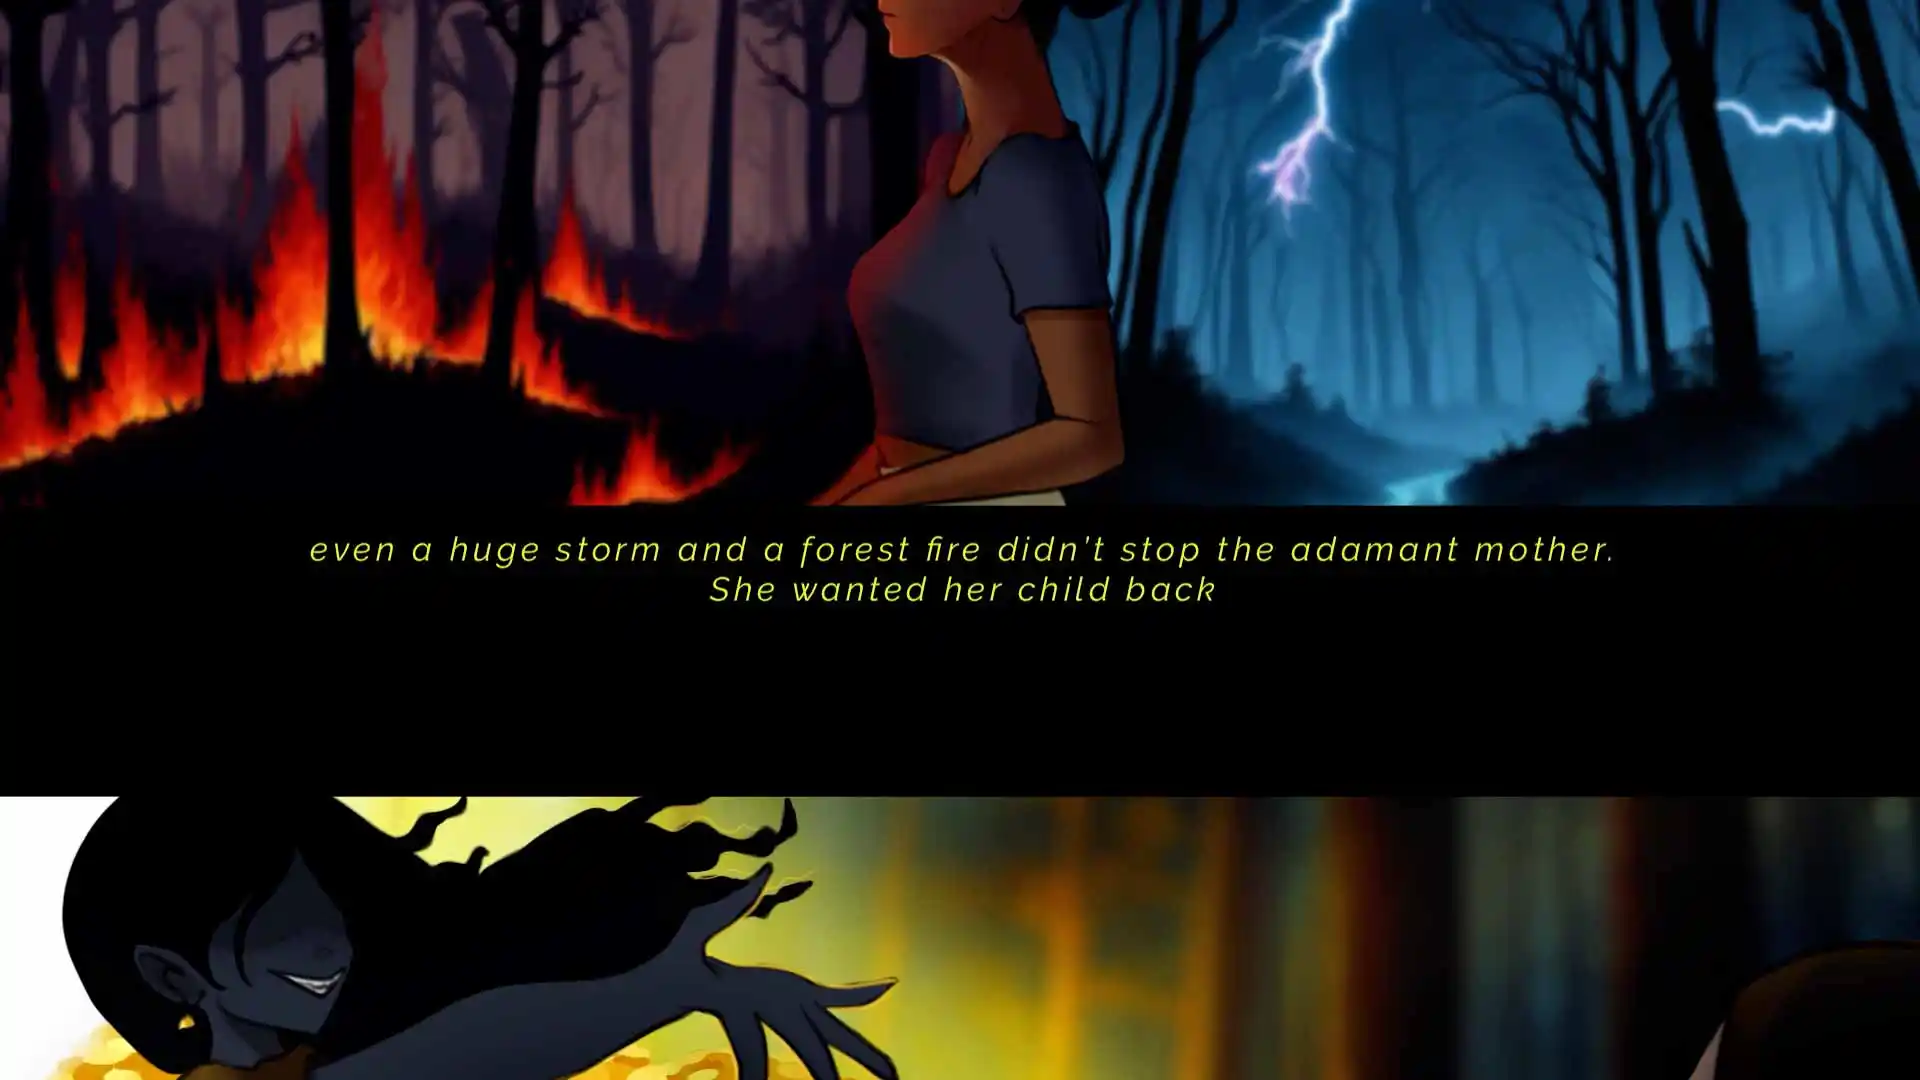 even a huge storm and a forest fire didn't stop the adamant mother.
She wanted her child back